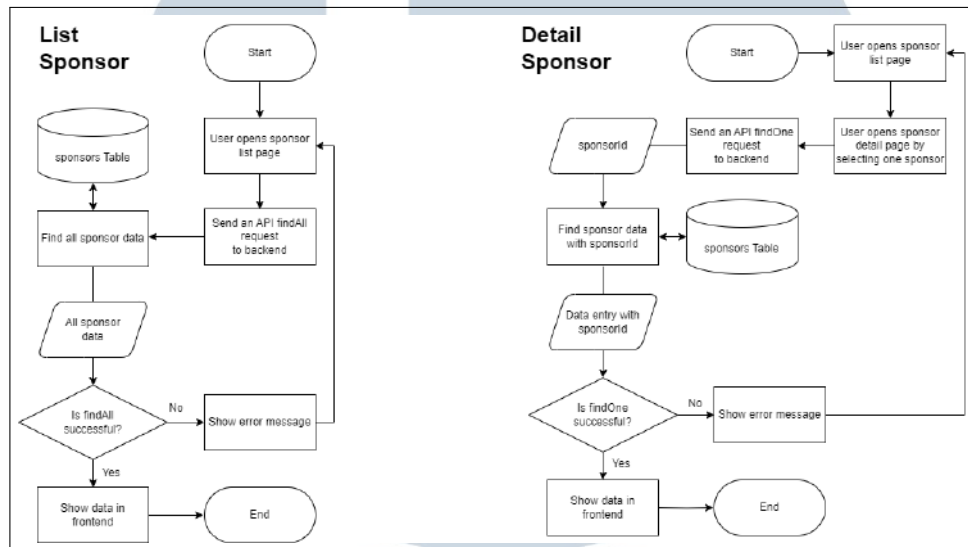 List
Sponsor
Start
User opens sponsor
list page
sponsors Table
Send an API findAll
request
to backend
Find all sponsor data
All sponsor
data
Is findAll
successful?
No
Show error message
Yes
Show data in
frontend
End
Detail
Sponsor
Start
User opens sponsor
list page
User opens sponsor
detail page by
selecting one sponsor
Send an API findOne
request
to backend
sponsorId
Find sponsor data
with sponsorId
sponsors Table
Data entry with
sponsorId
Is findOne
successful?
No
Show error message
Yes
Show data in
frontend
End